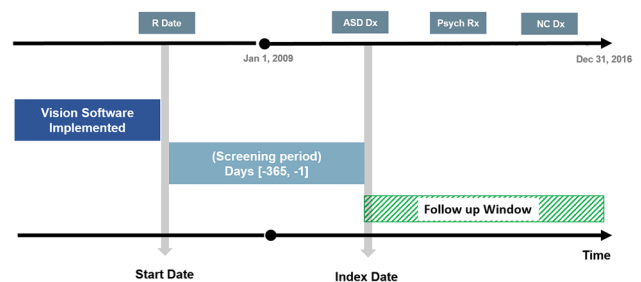 R Date
ASD Dx
Psych Rx
NC Dx
Jan 1, 2009
Dec 31, 2016
Vision Software
Implemented
(Screening period)
Days [-365, -1]
Follow up Window
Time
Start Date
Index Date